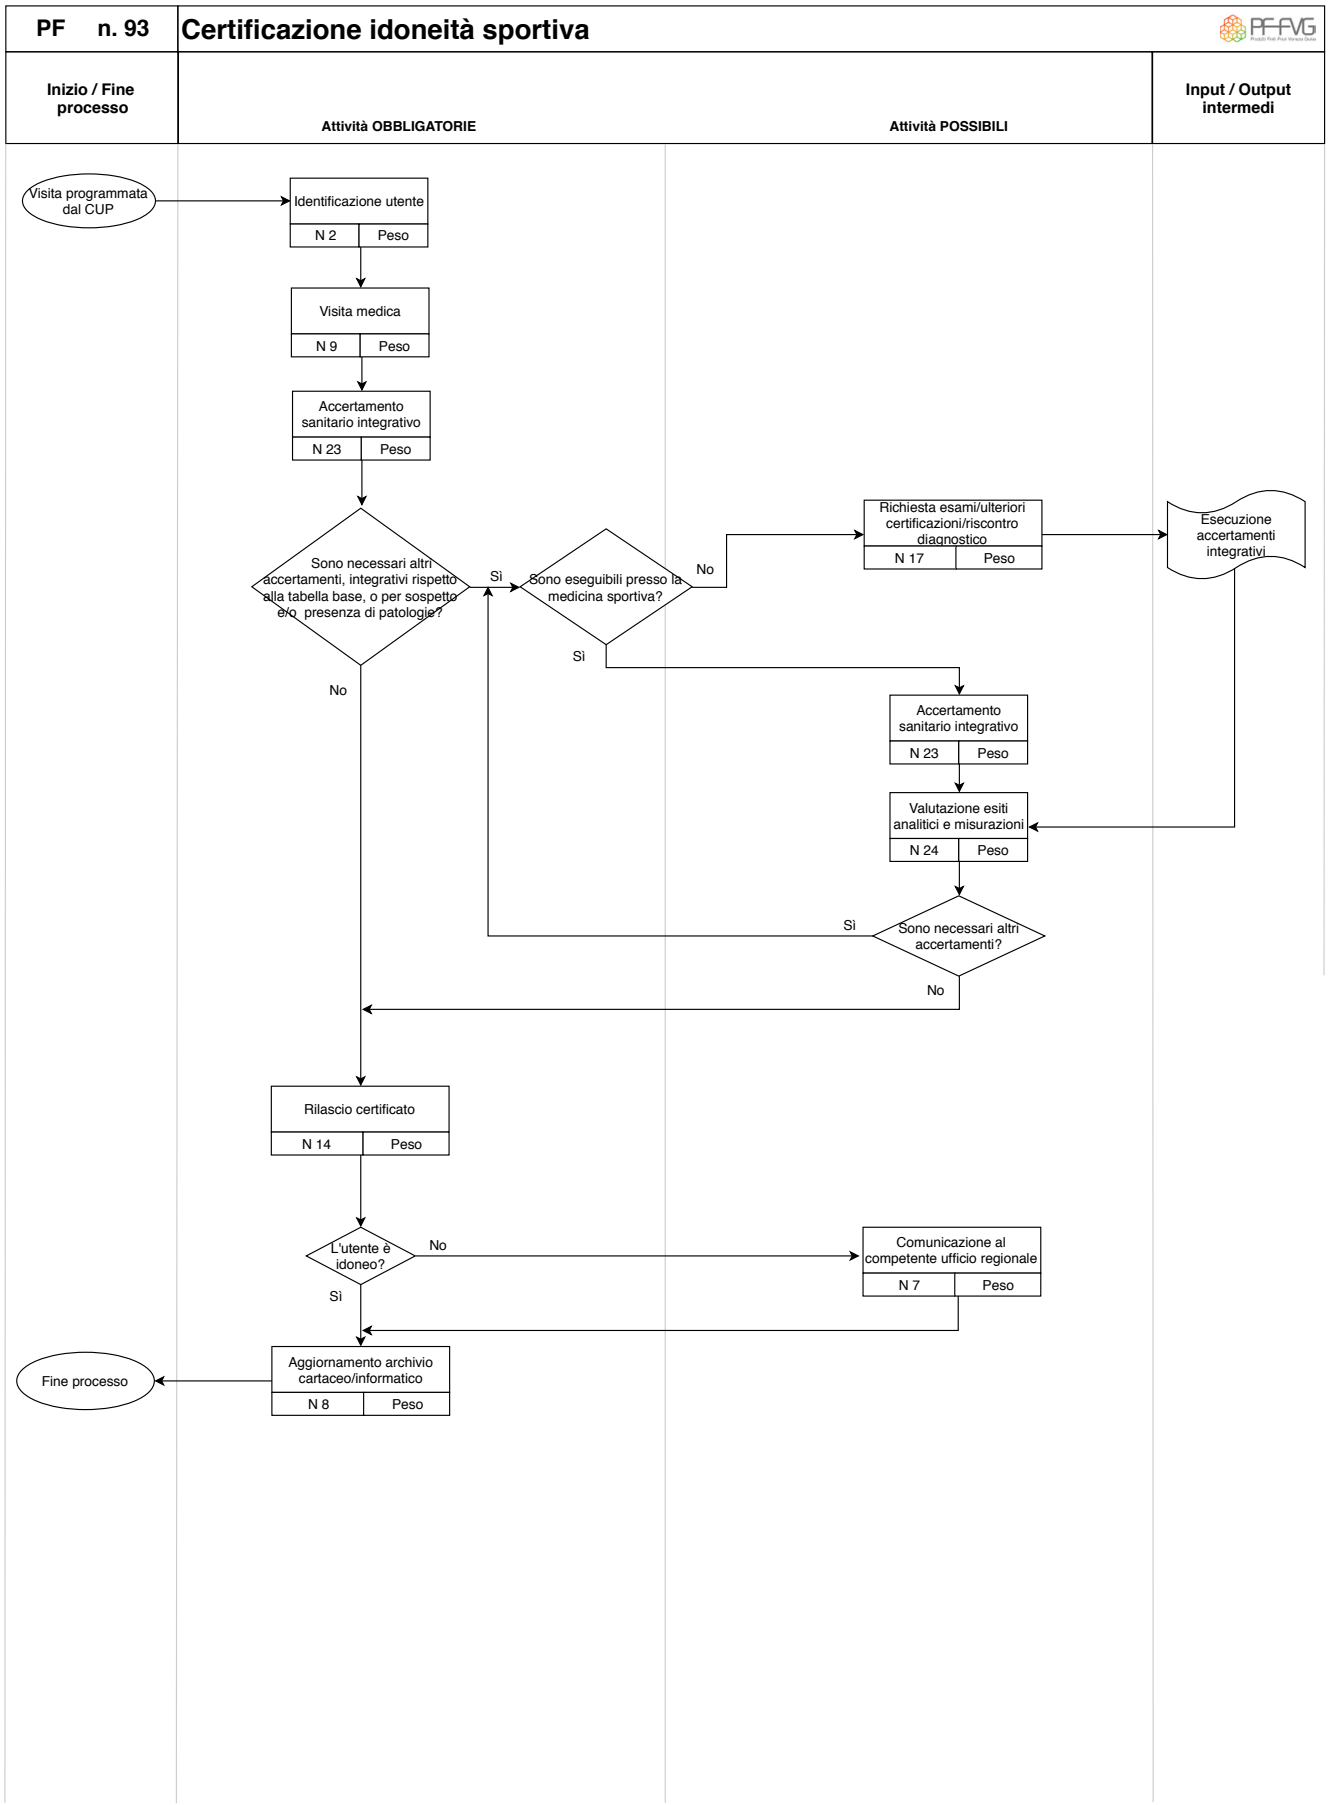 PF n. 93
Certificazione idoneità sportiva
PF-FVG
Prodotti Finiti Friuli Venezia Giulia
Inizio / Fine
processo
Attività OBBLIGATORIE
Attività POSSIBILI
Input / Output
intermedi
Visita programmata
dal CUP
Identificazione utente
N 2 Peso
Visita medica
N 9 Peso
Accertamento
sanitario integrativo
N 23 Peso
Sono necessari altri
accertamenti, integrativi rispetto
alla tabella base, o per sospetto
e/o presenza di patologie?
Sì
Sono eseguibili presso la
medicina sportiva?
No
Richiesta esami/ulteriori
certificazioni/riscontro
diagnostico
N 17 Peso
Esecuzione
accertamenti
integrativi
Sì
No
Accertamento
sanitario integrativo
N 23 Peso
Valutazione esiti
analitici e misurazioni
N 24 Peso
Sì
Sono necessari altri
accertamenti?
No
Rilascio certificato
N 14 Peso
L'utente è
idoneo?
No
Sì
Comunicazione al
competente ufficio regionale
N 7 Peso
Aggiornamento archivio
cartaceo/informatico
N 8 Peso
Fine processo